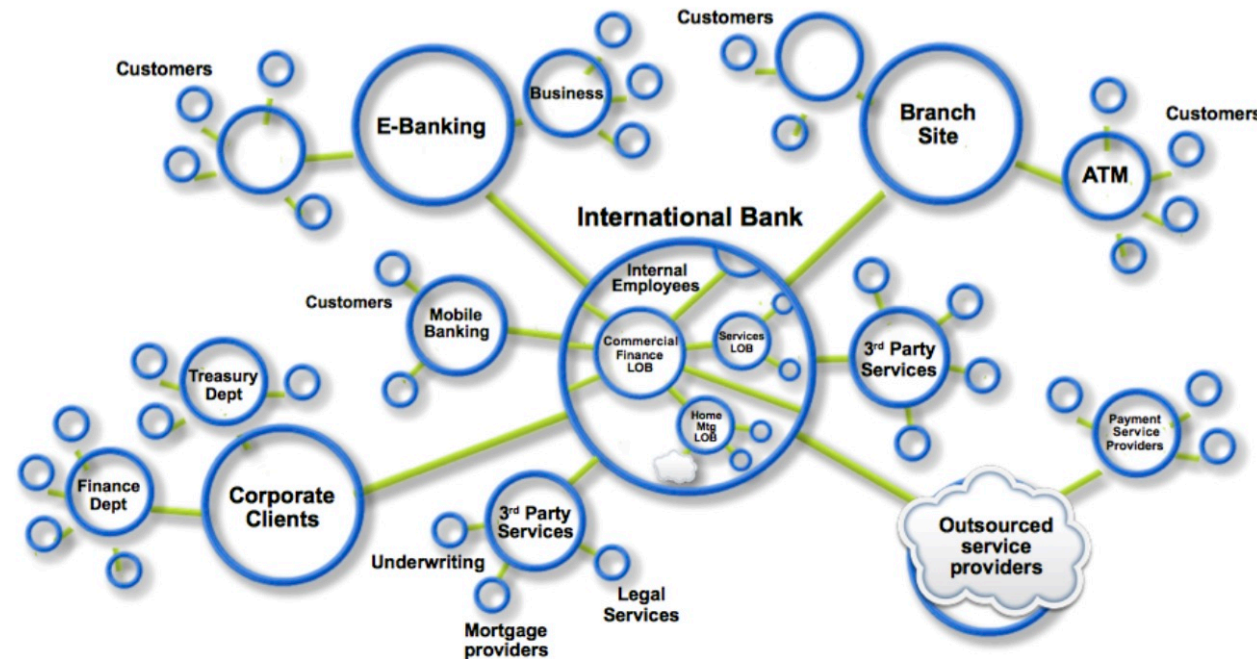 Customers
E-Banking
Business
Customers
Branch
Site
Customers
ATM
International Bank
Internal
Employees
Commercial
Finance
LOB
Services
LOB
Home
Mtg
LOB
Customers
Mobile
Banking
3rd Party
Services
Treasury
Dept
Finance
Dept
Corporate
Clients
3rd Party
Services
Underwriting
Mortgage
providers
Legal
Services
Payment
Service
Providers
Outsourced
service
providers